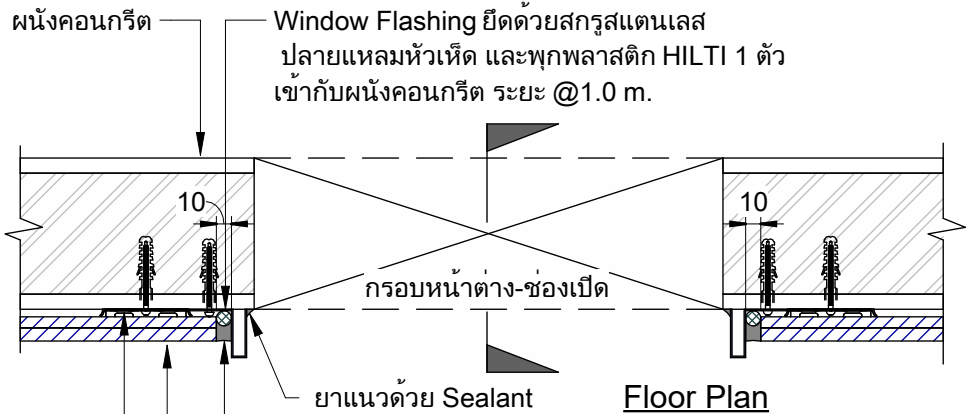 ผนังคอนกรีต
Window Flashing ยึดด้วยสกรูสแตนเลส
ปลายแหลมหัวเห็ด และพุกพลาสติก HILTI 1 ตัว
เข้ากับผนังคอนกรีต ระยะ @1.0 m.
10
10
กรอบหน้าต่าง-ช่องเปิด
ยาแนวด้วย Sealant
Floor Plan